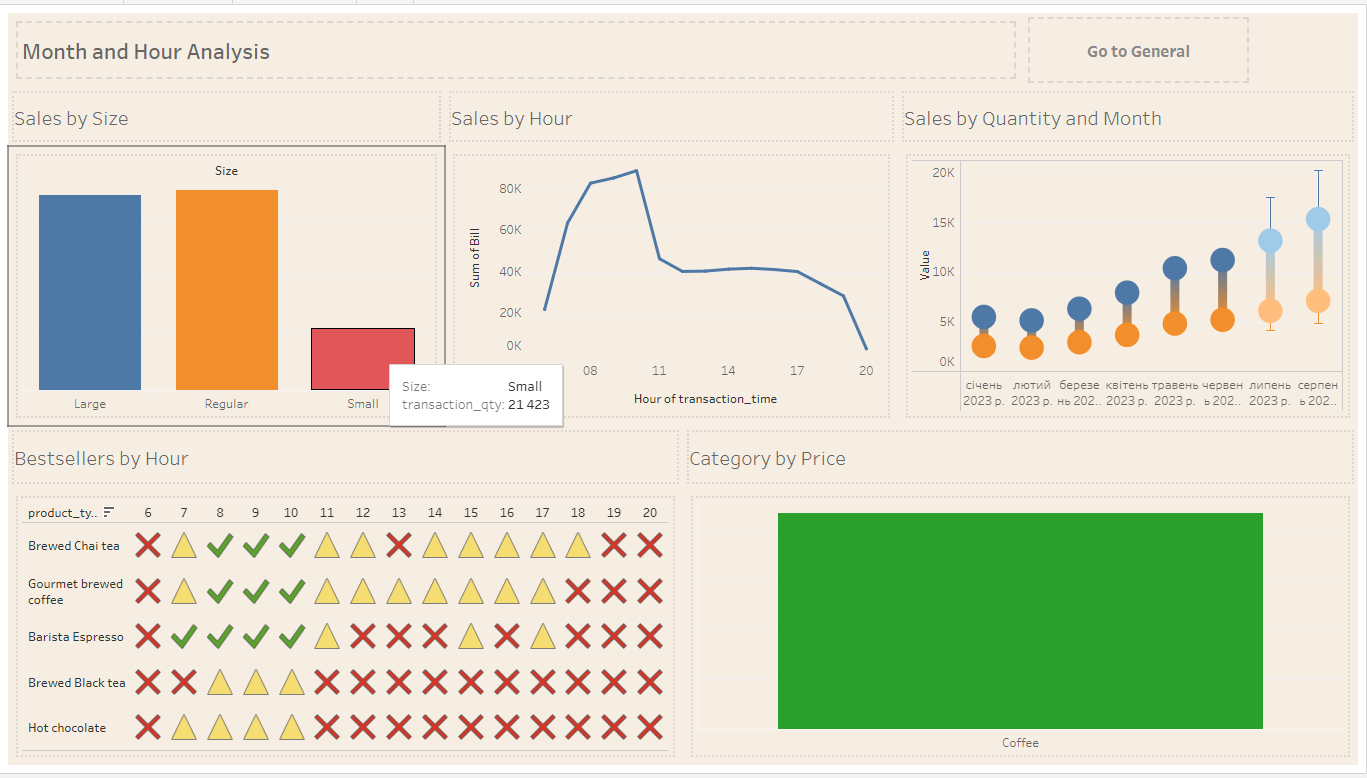 Month and Hour Analysis
Go to General
Sales by Size
Sales by Hour
Sales by Quantity and Month
Size
Large
Regular
Small
Size: Small
transaction_qty: 21 423
Sum of Bill
80K
60K
40K
20K
0K
08
11
14
17
20
Hour of transaction_time
Value
20K
15K
10K
5K
0K
січень лютий березе квітень травень червен липень серпен
2023 р. 2023 р. нь 202.. 2023 р. 2023 р. ь 202.. 2023 р. ь 202..
Bestsellers by Hour
Category by Price
product_ty.. 6 7 8 9 10 11 12 13 14 15 16 17 18 19 20
Brewed Chai tea
Gourmet brewed
coffee
Barista Espresso
Brewed Black tea
Hot chocolate
Coffee